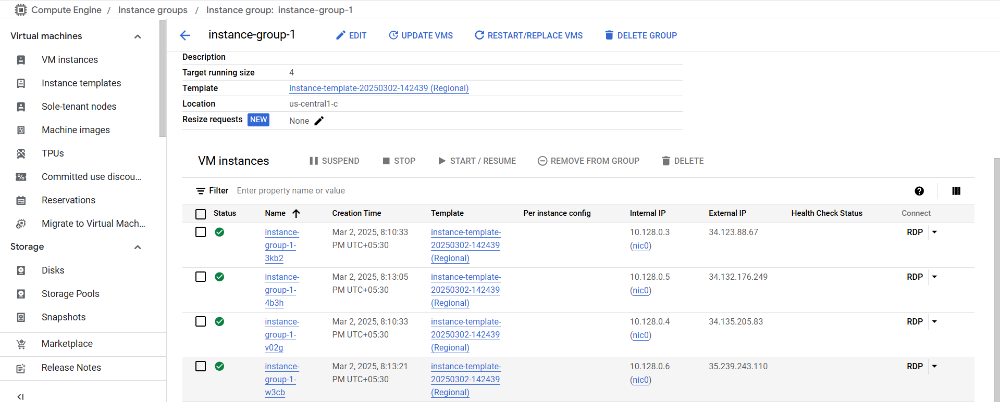 Compute Engine / Instance groups / Instance group: instance-group-1
Virtual machines
VM instances
Instance templates
Sole-tenant nodes
Machine images
TPUs
Committed use discou...
Reservations
Migrate to Virtual Mach...
Storage
Disks
Storage Pools
Snapshots
Marketplace
Release Notes
instance-group-1 EDIT UPDATE VMS RESTART/REPLACE VMS DELETE GROUP
Description
Target running size 4
Template instance-template-20250302-142439 (Regional)
Location us-central1-c
Resize requests NEW None
VM instances SUSPEND STOP START / RESUME REMOVE FROM GROUP DELETE
Filter Enter property name or value
Status Name Creation Time Template Per instance config Internal IP External IP Health Check Status Connect
instance- Mar 2, 2025, 8:10:33 instance-template- 10.128.0.3 34.123.88.67 RDP
group-1- PM UTC+05:30 20250302-142439 (nic0)
3kb2 (Regional)
instance- Mar 2, 2025, 8:13:05 instance-template- 10.128.0.5 34.132.176.249 RDP
group-1- PM UTC+05:30 20250302-142439 (nic0)
4b3h (Regional)
instance- Mar 2, 2025, 8:10:33 instance-template- 10.128.0.4 34.135.205.83 RDP
group-1- PM UTC+05:30 20250302-142439 (nic0)
v02g (Regional)
instance- Mar 2, 2025, 8:13:21 instance-template- 10.128.0.6 35.239.243.110 RDP
group-1- PM UTC+05:30 20250302-142439 (nic0)
w3cb (Regional)